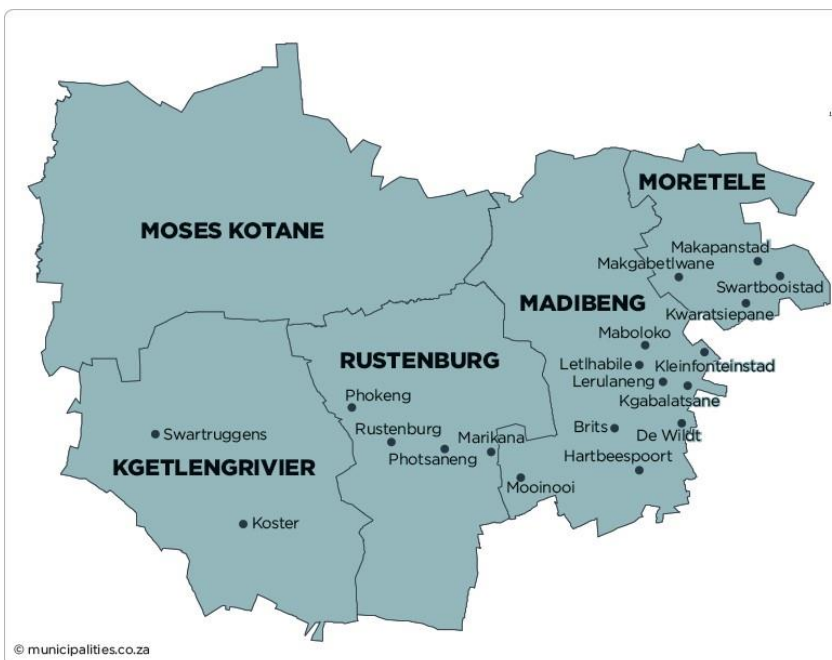 MORETELE
MOSES KOTANE
Makapanstad
Makgabetlwane
Swartbooistad
MADIBENG
Kwaratsiepane
Maboloko
RUSTENBURG
Letlhabile
Kleinfonteinstad
Lerulaneng
Phokeng
Kgabalatsane
Swartruggens
Rustenburg
Marikana
Brits
De Wildt
Photsaneng
Hartbeespoort
KGETLENGRIVIER
Mooinooi
Koster
© municipalities.co.za